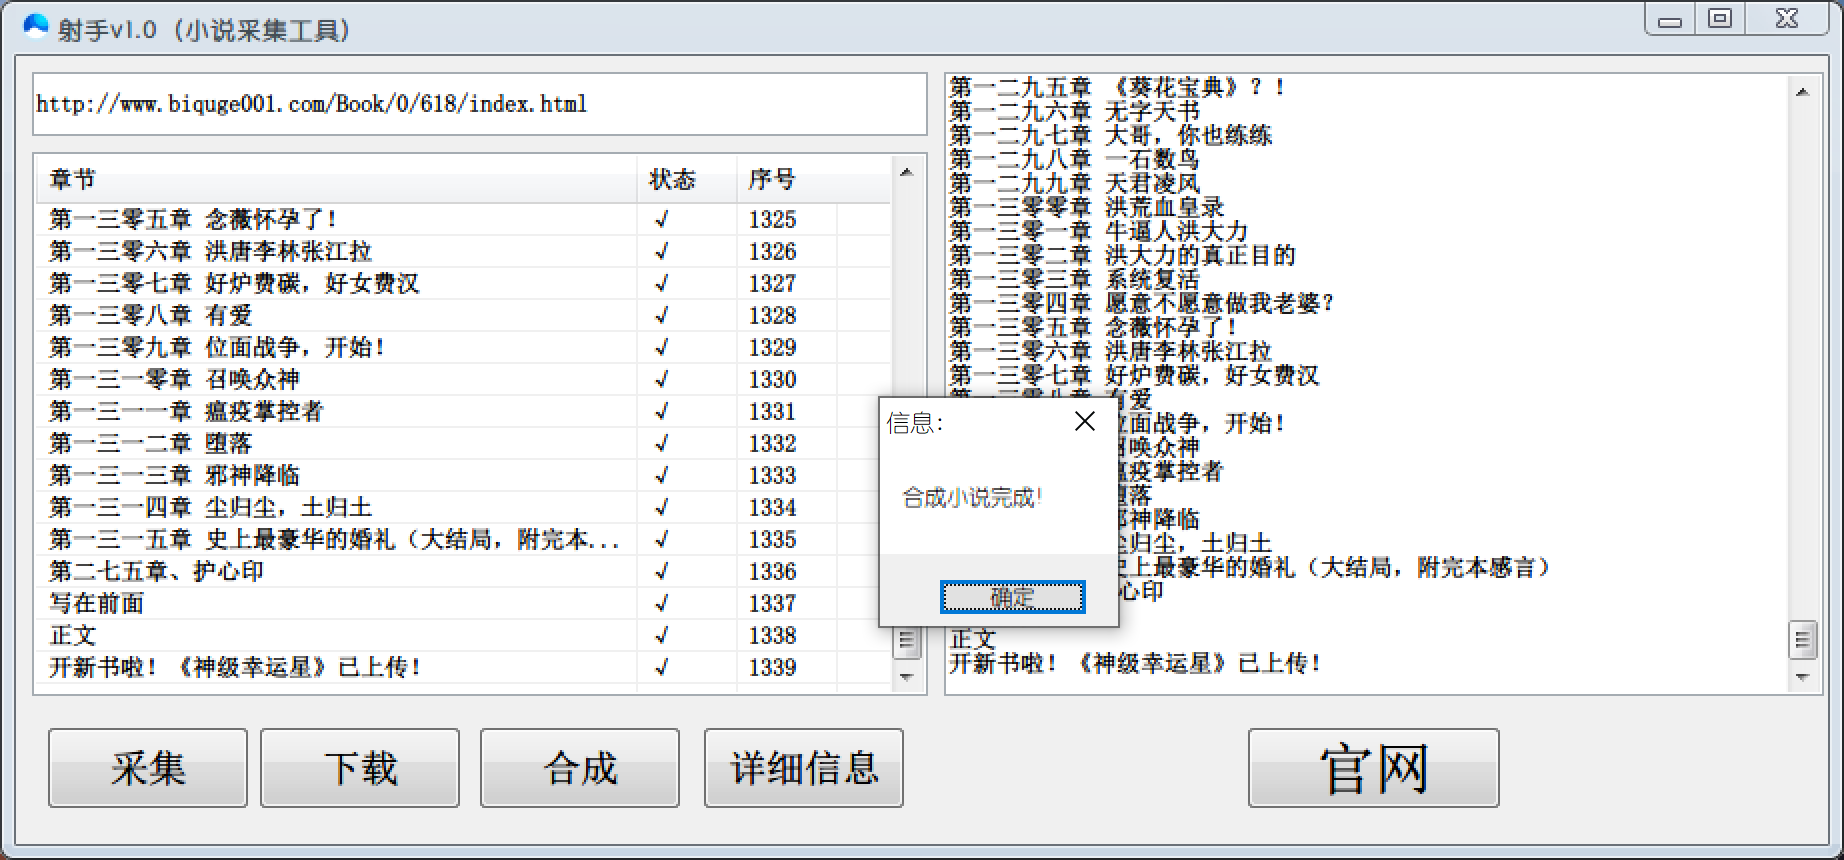 射手v1.0（小说采集工具）
http://www.biquge001.com/Book/0/618/index.html
章节 状态 序号
第一三零五章 念薇怀孕了! √ 1325
第一三零六章 洪唐李林张江拉 √ 1326
第一三零七章 好炉费碳，好女费汉 √ 1327
第一三零八章 有爱 √ 1328
第一三零九章 位面战争，开始! √ 1329
第一三一零章 召唤众神 √ 1330
第一三一一章 瘟疫掌控者 √ 1331
第一三一二章 堕落 √ 1332
第一三一三章 邪神降临 √ 1333
第一三一四章 尘归尘，土归土 √ 1334
第一三一五章 史上最豪华的婚礼（大结局，附完本... √ 1335
第二七五章、护心印 √ 1336
写在前面 √ 1337
正文 √ 1338
开新书啦! 《神级幸运星》已上传! √ 1339
第一二九五章 《葵花宝典》？!
第一二九六章 无字天书
第一二九七章 大哥，你也练练
第一二九八章 一石数鸟
第一二九九章 天君凌风
第一三零零章 洪荒血皇录
第一三零一章 牛逼人洪大力
第一三零二章 洪大力的真正目的
第一三零三章 系统复活
第一三零四章 愿意不愿意做我老婆?
第一三零五章 念薇怀孕了!
第一三零六章 洪唐李林张江拉
第一三零七章 好炉费碳，好女费汉
第一三零八章 有爱
位面战争，开始!
召唤众神
瘟疫掌控者
堕落
邪神降临
尘归尘，土归土
史上最豪华的婚礼（大结局，附完本感言）
心印
正文
开新书啦! 《神级幸运星》已上传!
信息:
合成小说完成!
确定
采集 下载 合成 详细信息 官网